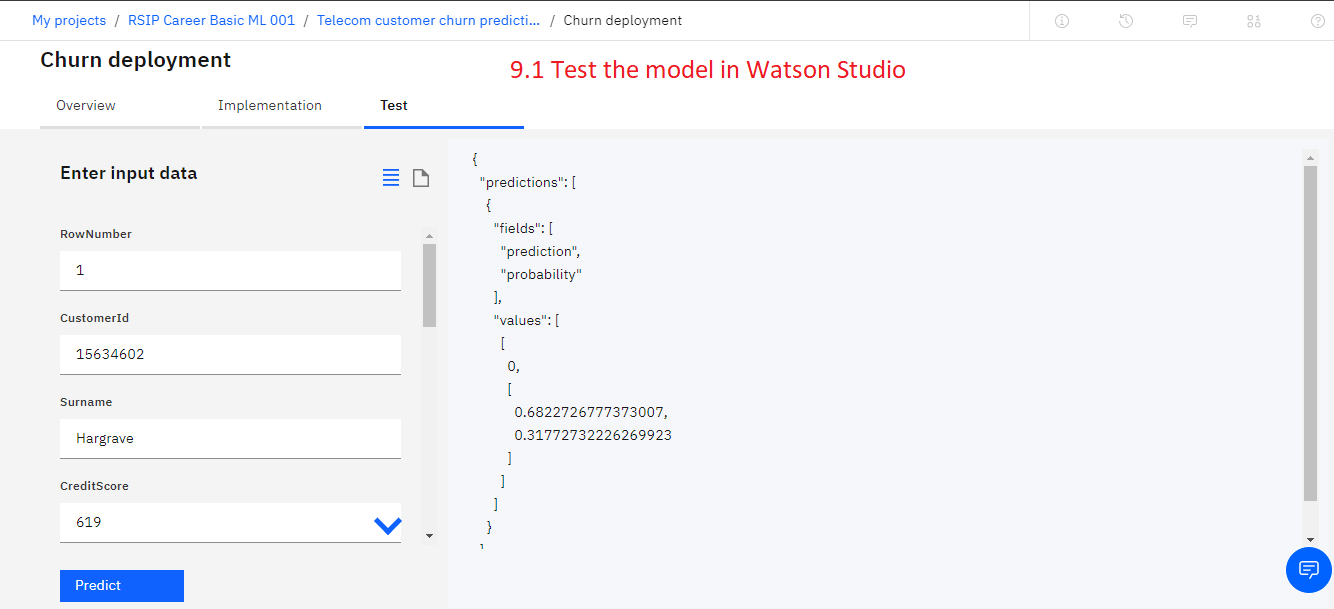 My projects / RSIP Career Basic ML 001 / Telecom customer churn predicti... / Churn deployment
Churn deployment
9.1 Test the model in Watson Studio
Overview Implementation Test
Enter input data
RowNumber
1
CustomerId
15634602
Surname
Hargrave
CreditScore
619
Predict
{
"predictions": [
{
"fields": [
"prediction",
"probability"
],
"values": [
[
0,
[
0.6822726777373007,
0.31772732226269923
]
]
]
}
]